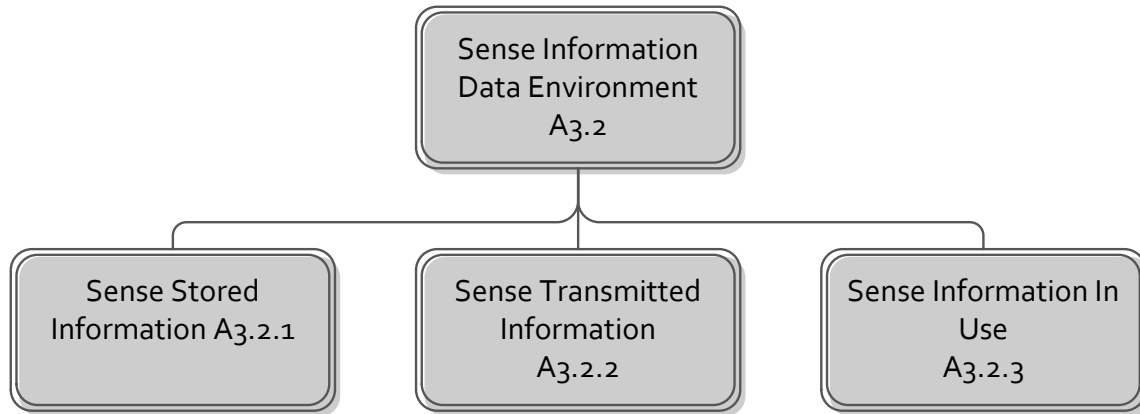 Sense Information
Data Environment
A3.2
Sense Stored
Information A3.2.1
Sense Transmitted
Information
A3.2.2
Sense Information In
Use
A3.2.3